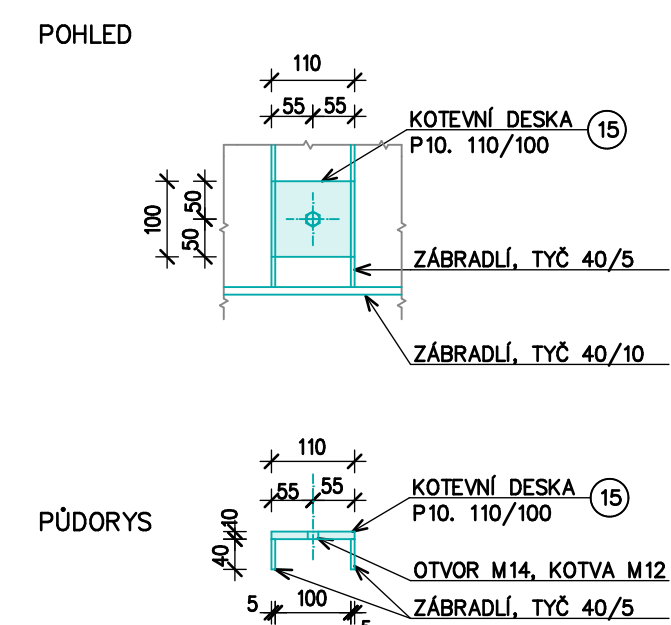 POHLED
110
55 55
KOTEVNÍ DESKA 15
P10. 110/100
100
50
50
ZÁBRADLÍ, TYČ 40/5
ZÁBRADLÍ, TYČ 40/10
110
55 55
KOTEVNÍ DESKA 15
P10. 110/100
PŮDORYS
10
40
OTVOR M14, KOTVA M12
5 100 5
ZÁBRADLÍ, TYČ 40/5